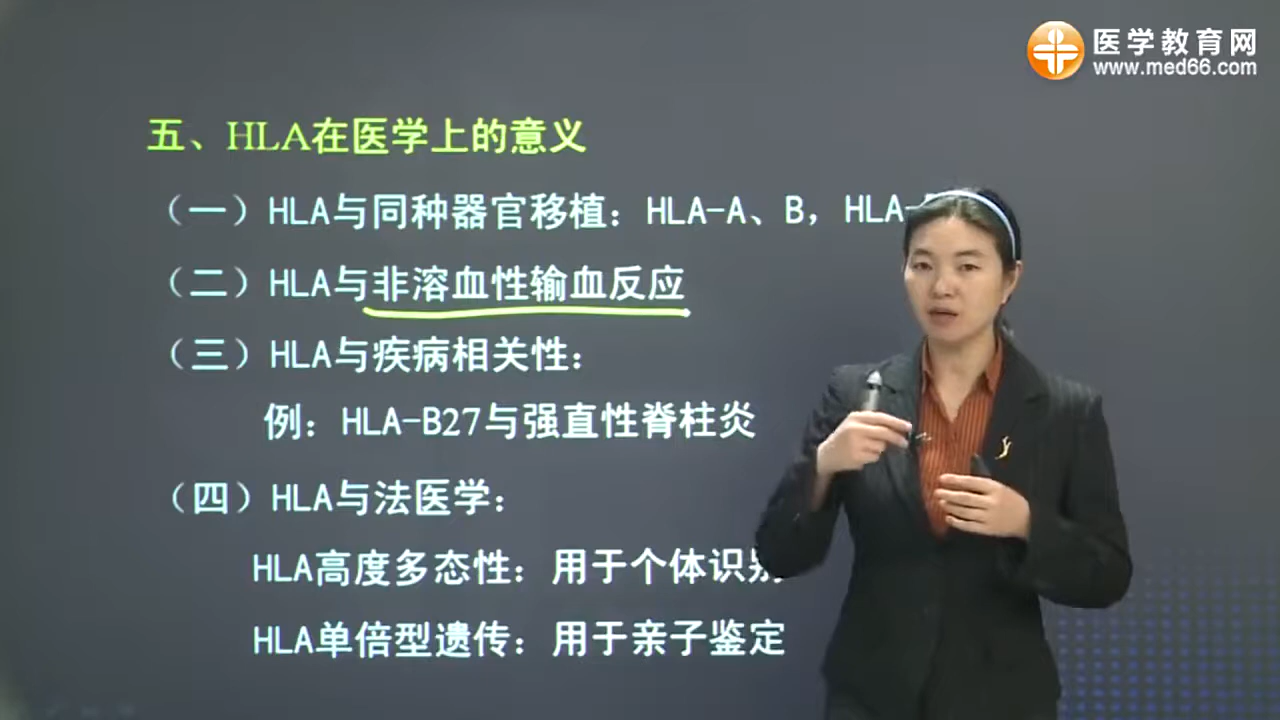 医学教育网
www.med66.com
五、HLA在医学上的意义
（一）HLA与同种器官移植：HLA-A、B，HLA-
（二）HLA与非溶血性输血反应
（三）HLA与疾病相关性：
例：HLA-B27与强直性脊柱炎
（四）HLA与法医学：
HLA高度多态性：用于个体识别
HLA单倍型遗传：用于亲子鉴定